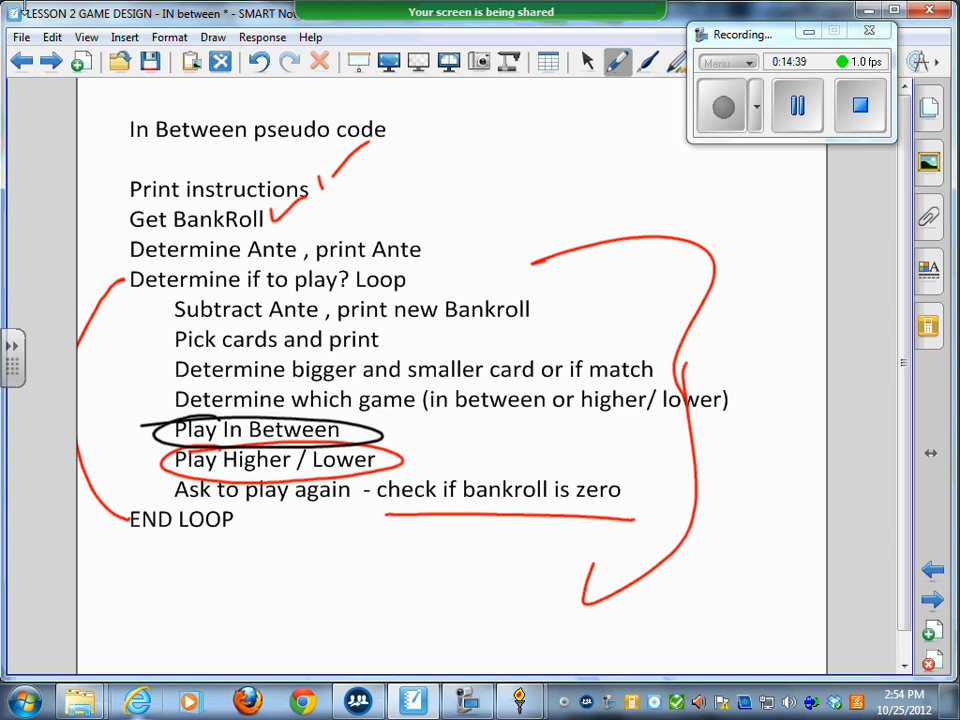 LESSON 2 GAME DESIGN - IN between * - SMART No
Your screen is being shared
File Edit View Insert Format Draw Response Help
Recording...
Menu 0:14:39 1.0 fps
In Between pseudo code
Print instructions
Get BankRoll
Determine Ante , print Ante
Determine if to play? Loop
Subtract Ante , print new Bankroll
Pick cards and print
Determine bigger and smaller card or if match
Determine which game (in between or higher/ lower)
Play In Between
Play Higher / Lower
Ask to play again - check if bankroll is zero
END LOOP
2:54 PM
10/25/2012